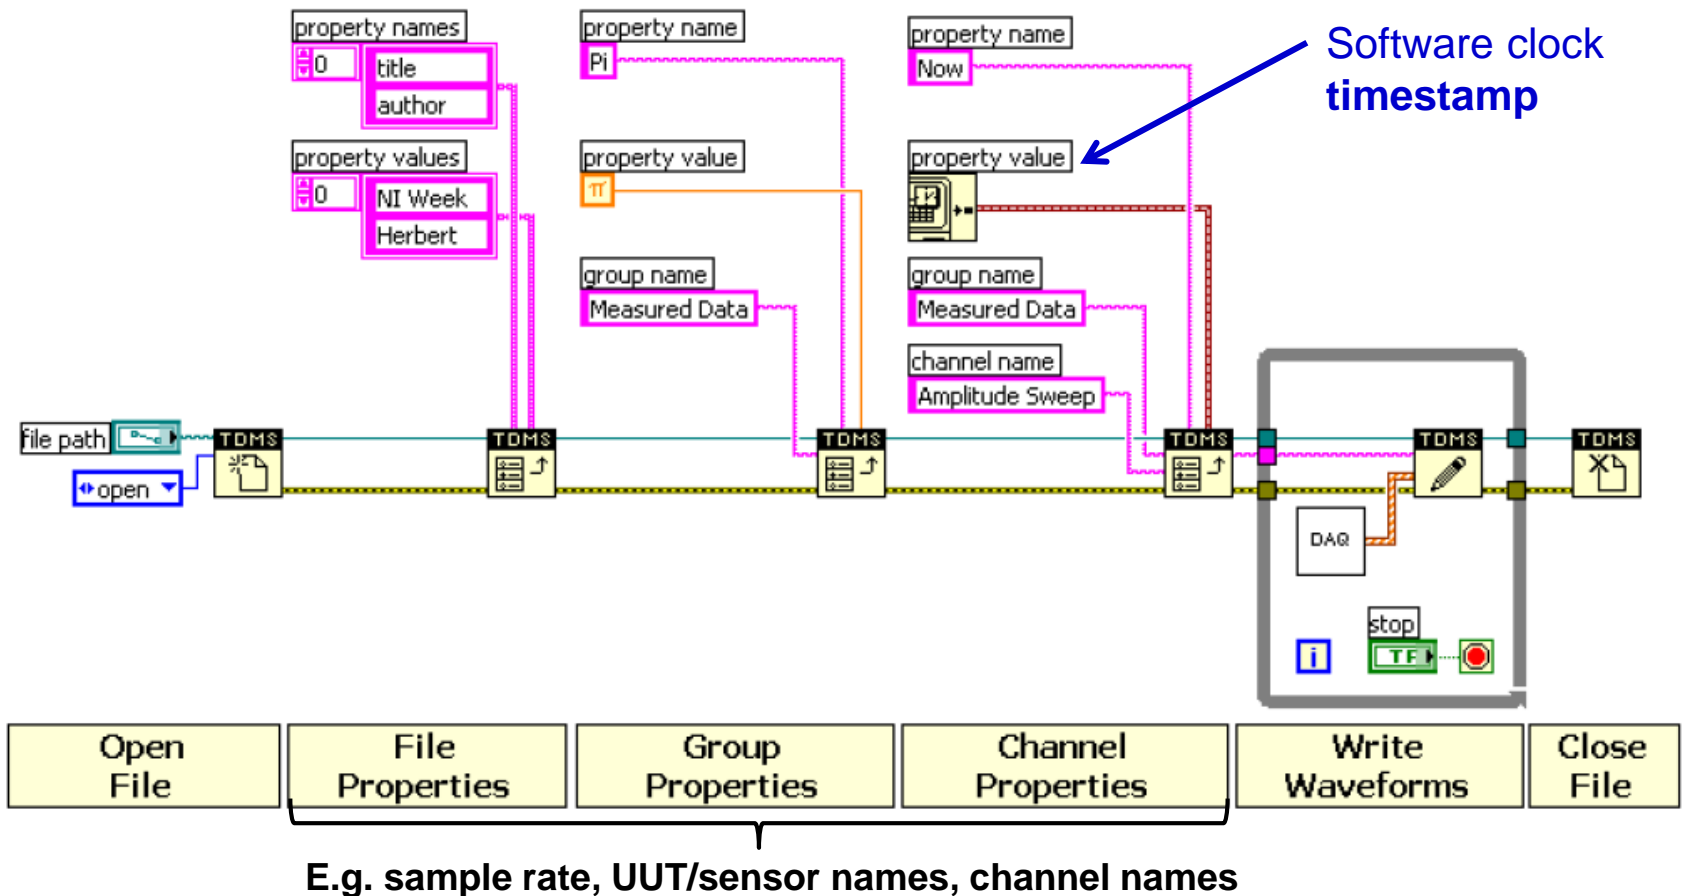 property names
0
title
author
property values
0
NI Week
Herbert
property name
Pi
property value
π
group name
Measured Data
property name
Now
property value
group name
Measured Data
channel name
Amplitude Sweep
Software clock
timestamp
file path
open
TDMS
TDMS
TDMS
TDMS
TDMS
TDMS
DAQ
stop
TF
i
Open
File
File
Properties
Group
Properties
Channel
Properties
Write
Waveforms
Close
File
E.g. sample rate, UUT/sensor names, channel names